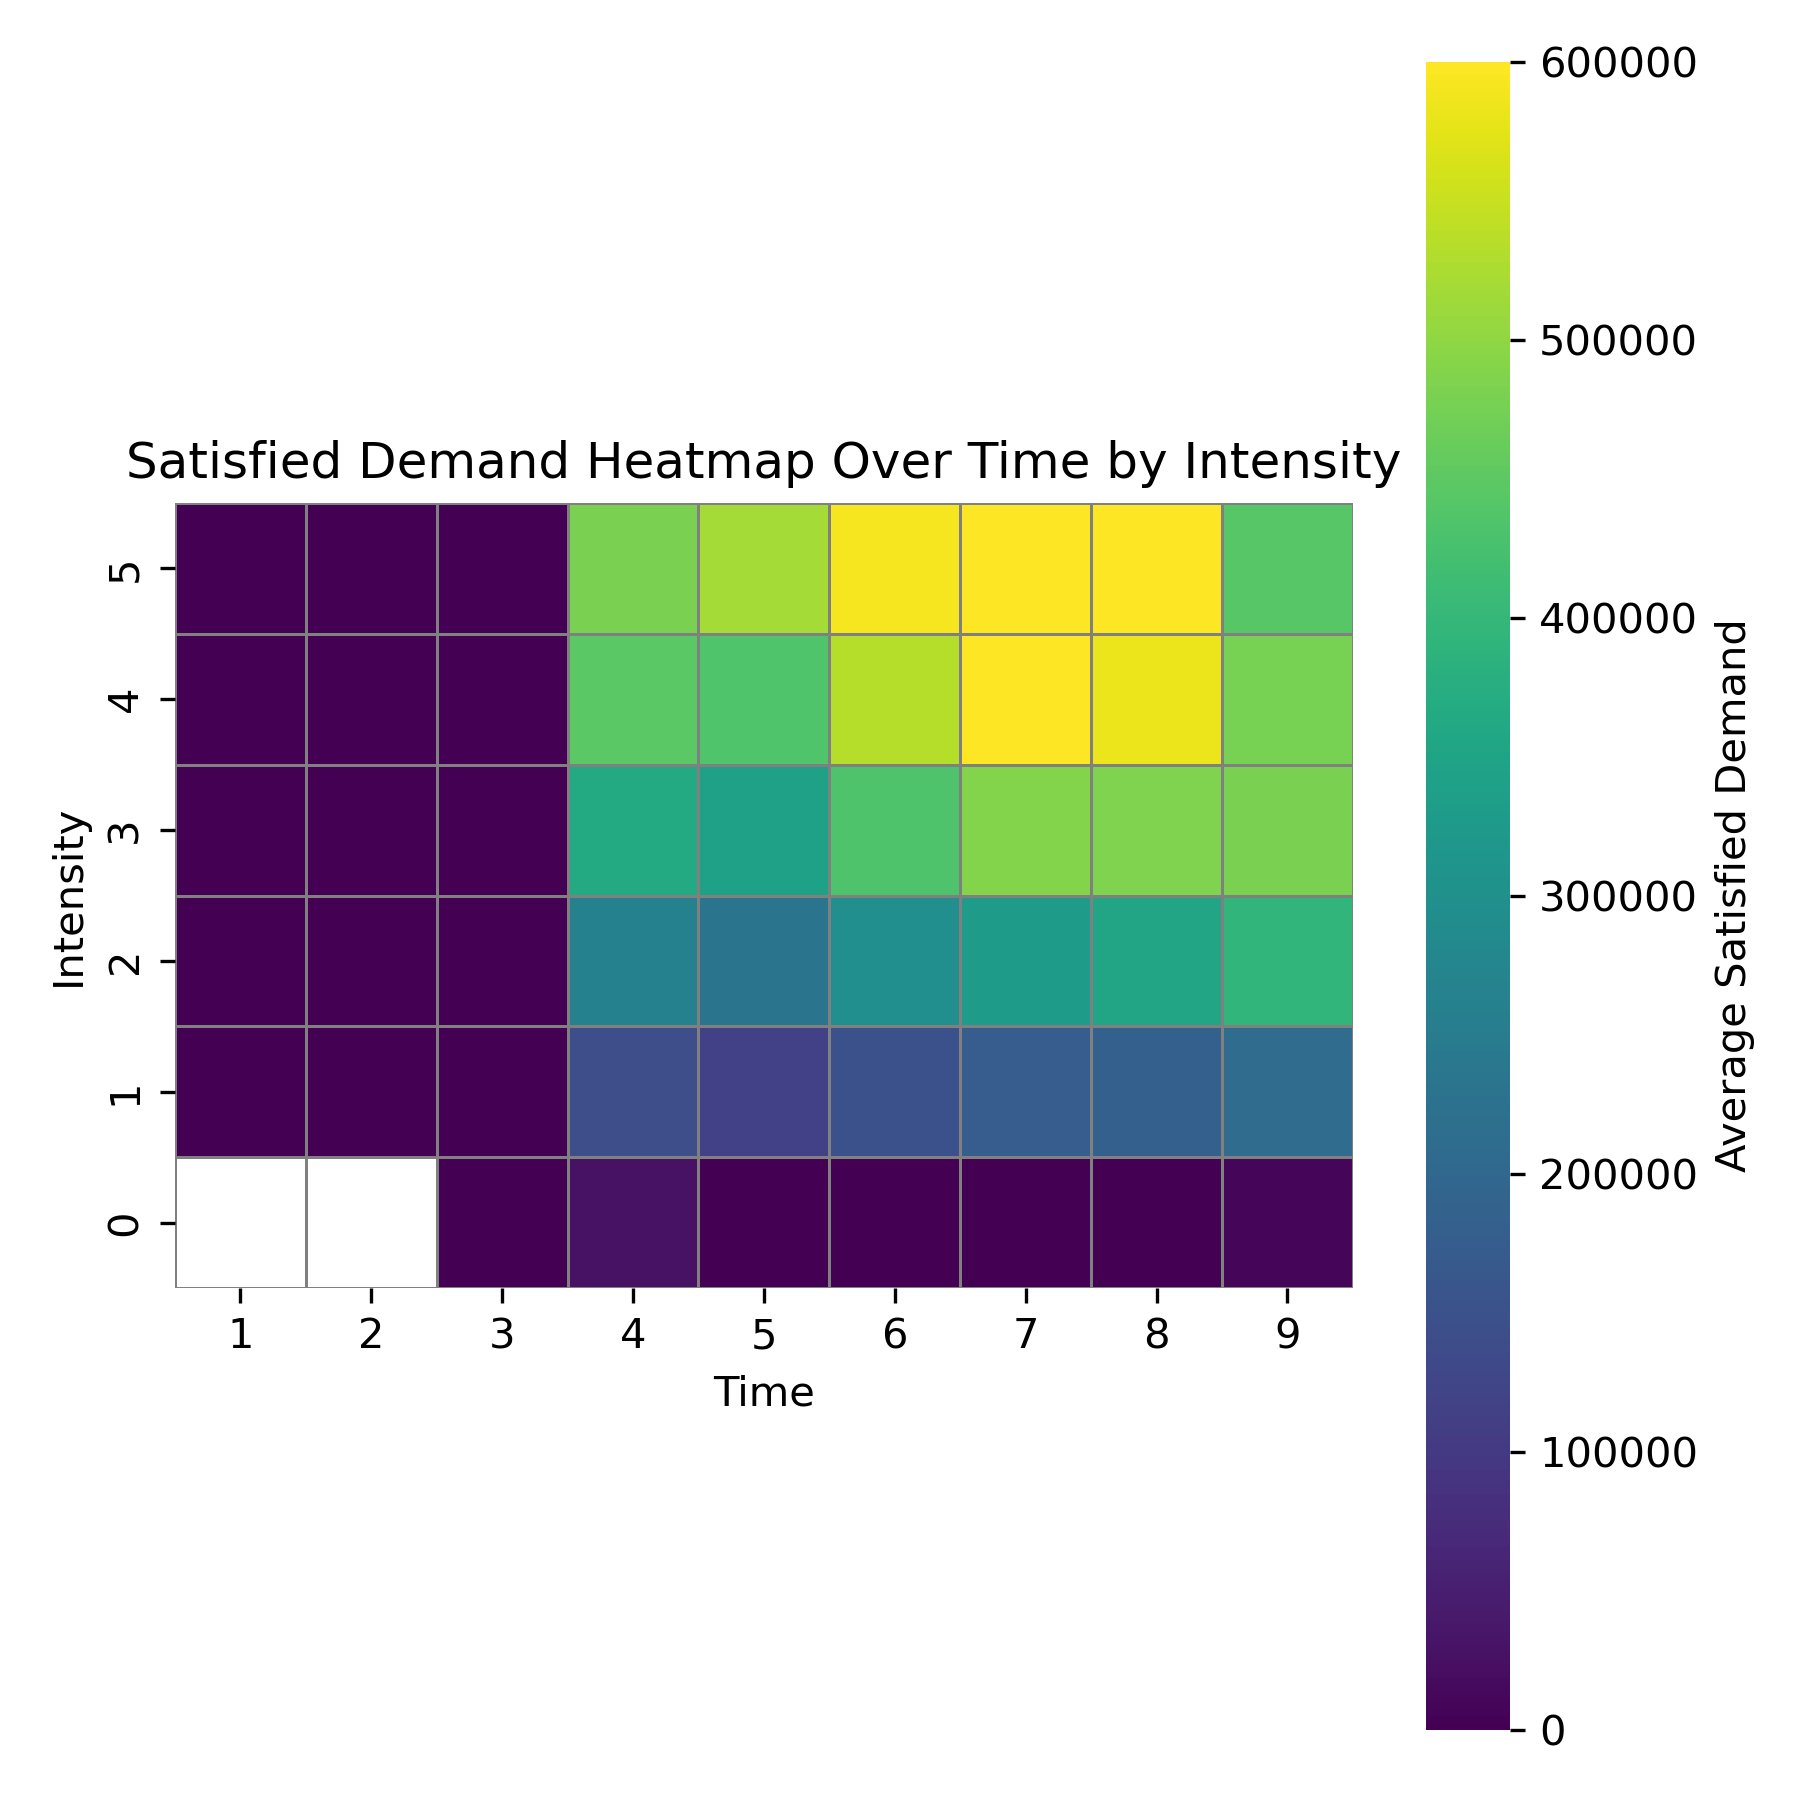 Satisfied Demand Heatmap Over Time by Intensity
Intensity
5
4
3
2
1
0
1 2 3 4 5 6 7 8 9
Time
600000
500000
400000
300000
200000
100000
0
Average Satisfied Demand